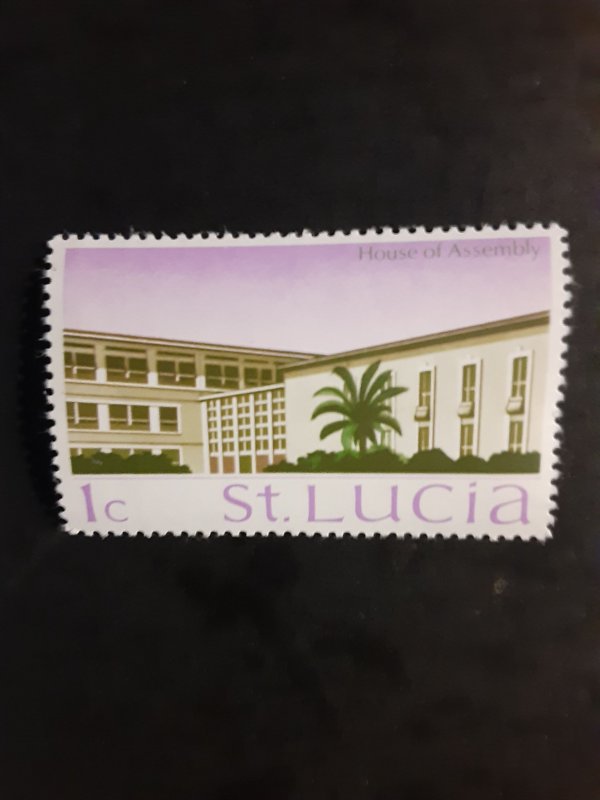 House of Assembly
1c St. Lucia